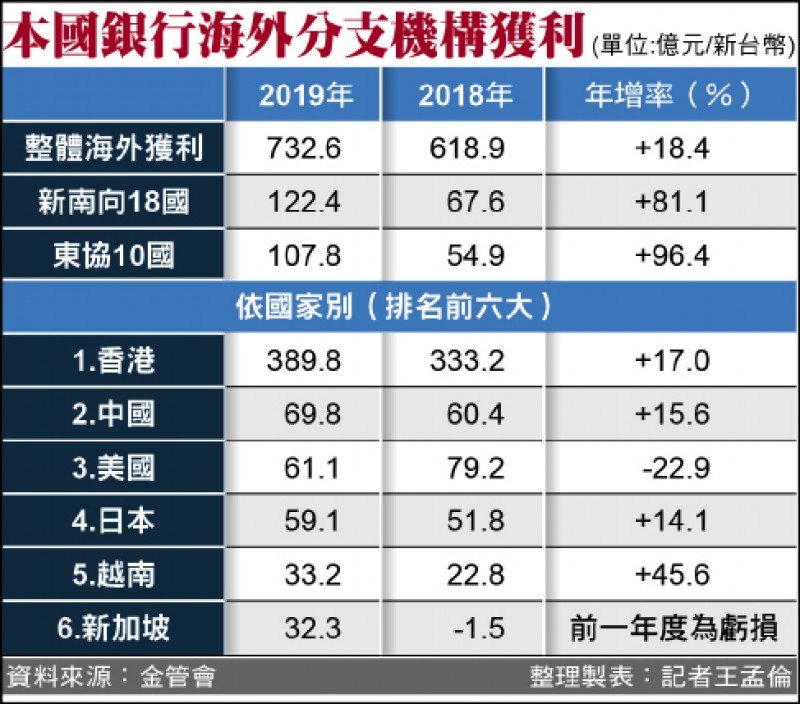 本國銀行海外分支機構獲利 (單位:億元/新台幣)
2019年 2018年 年增率（%）
整體海外獲利 732.6 618.9 +18.4
新南向18國 122.4 67.6 +81.1
東協10國 107.8 54.9 +96.4
依國家別（排名前六大）
1.香港 389.8 333.2 +17.0
2.中國 69.8 60.4 +15.6
3.美國 61.1 79.2 -22.9
4.日本 59.1 51.8 +14.1
5.越南 33.2 22.8 +45.6
6.新加坡 32.3 -1.5 前一年度為虧損
資料來源：金管會 整理製表：記者王孟倫